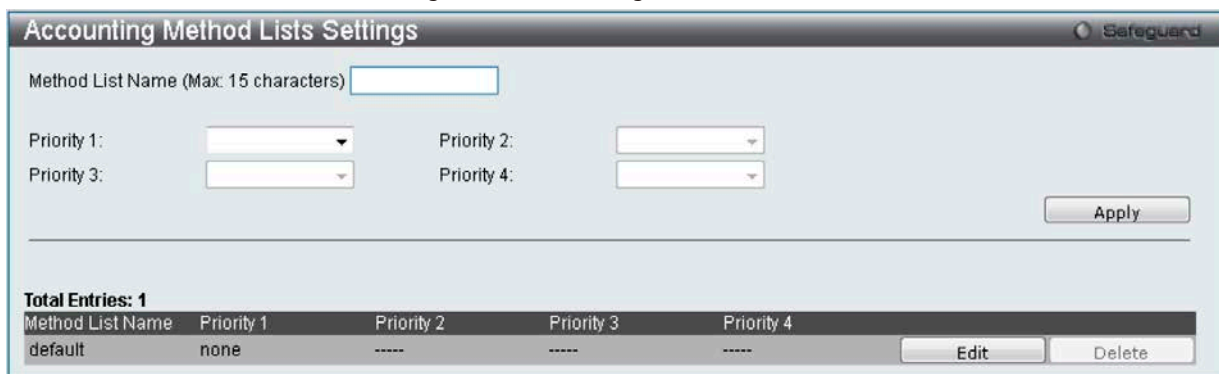 Accounting Method Lists Settings
Safeguard
Method List Name (Max: 15 characters)
Priority 1: Priority 2:
Priority 3: Priority 4:
Apply
Total Entries: 1
Method List Name Priority 1 Priority 2 Priority 3 Priority 4
default none ----- ----- ----- Edit Delete